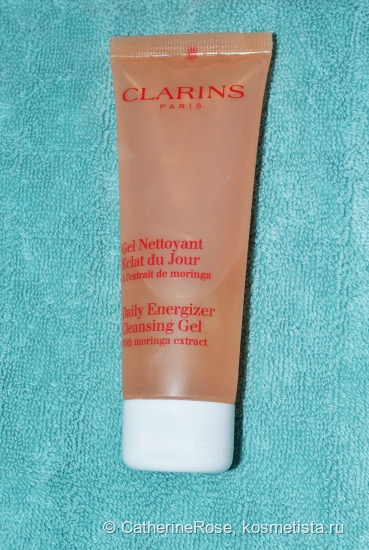 CLARINS
PARIS
Gel Nettoyant
Eclat du Jour
à l'extrait de moringa
Daily Energizer
Cleansing Gel
With moringa extract
© CatherineRose, kosmetista.ru